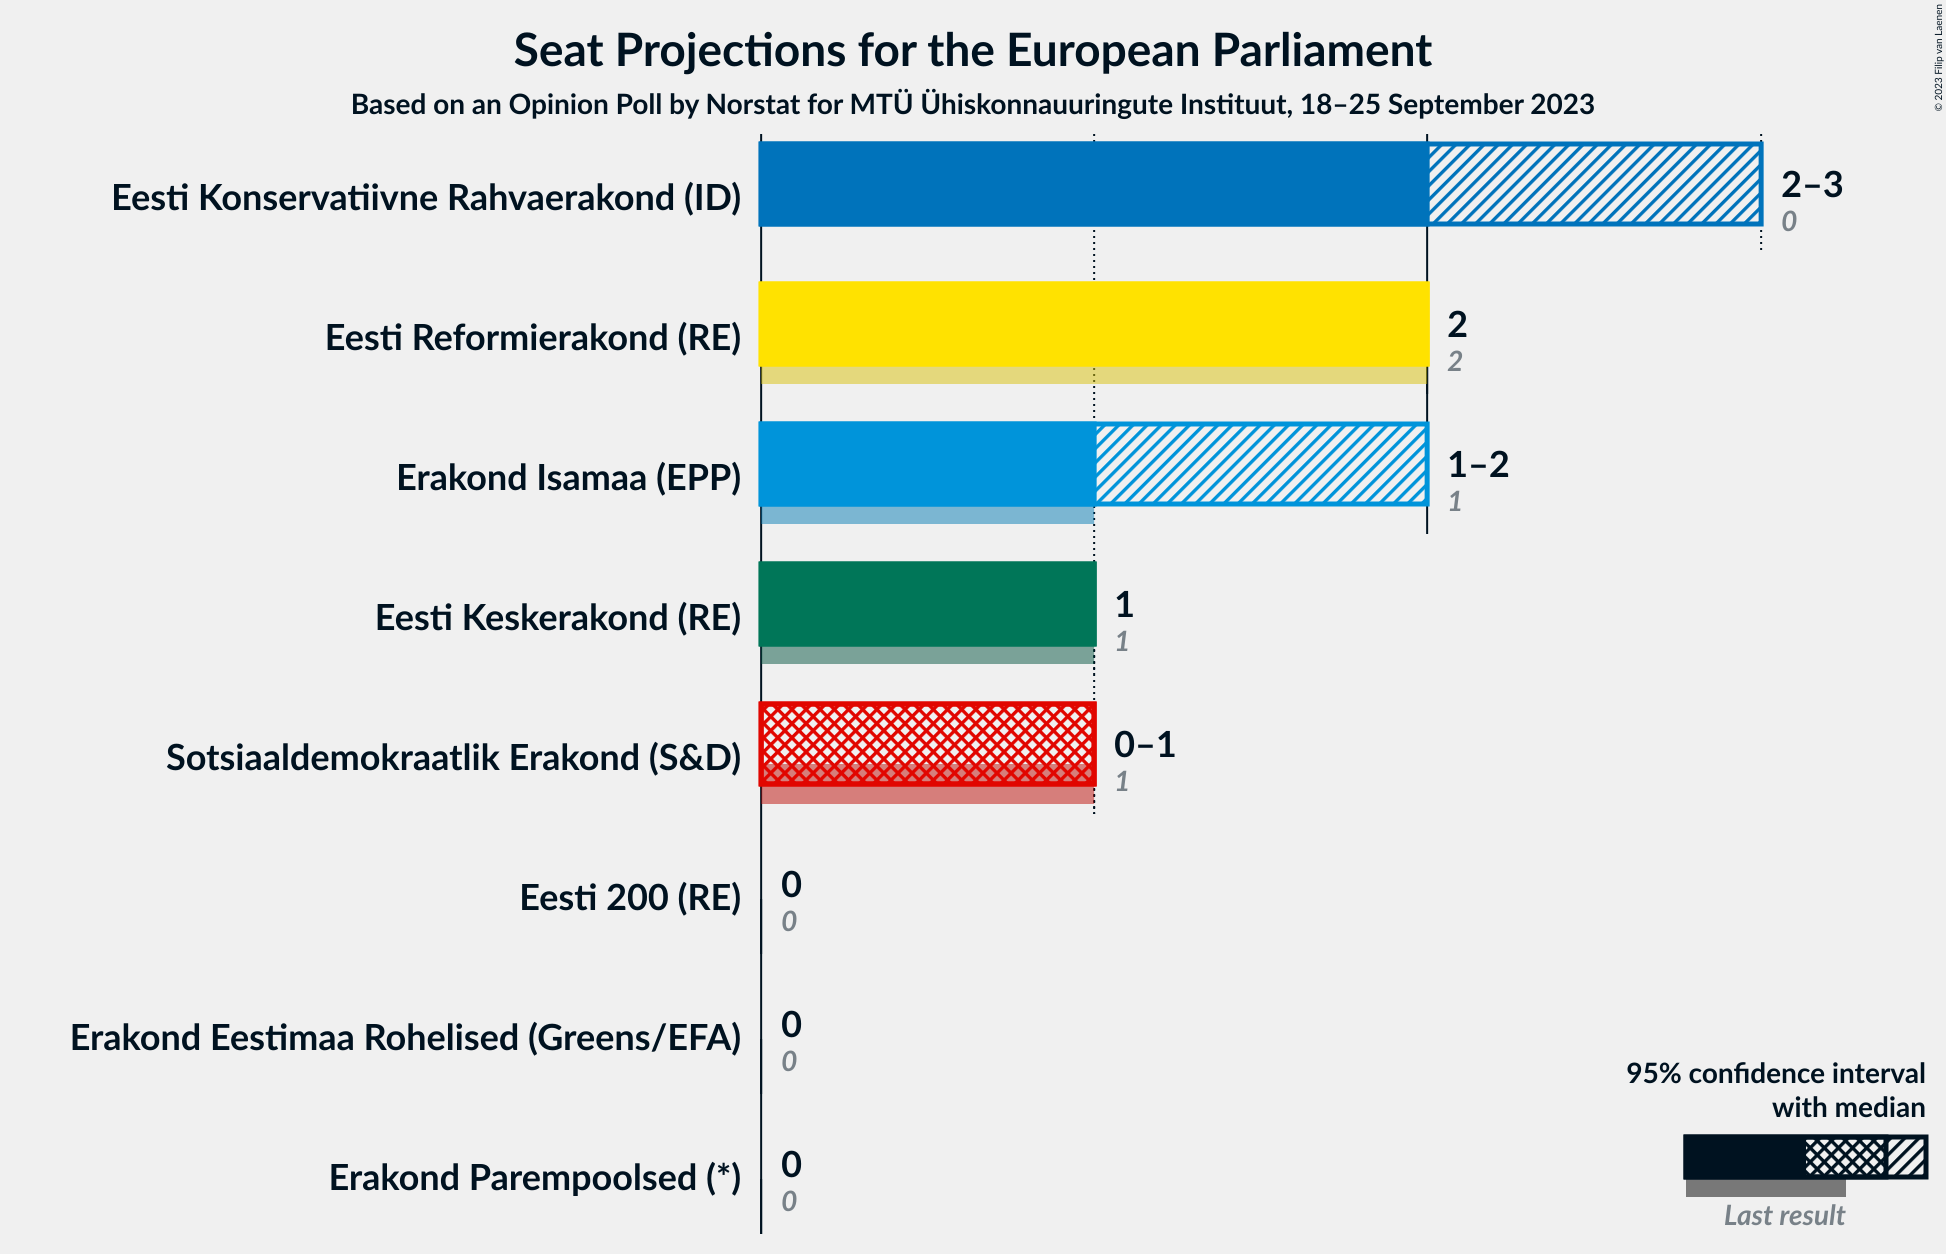 Seat Projections for the European Parliament
Based on an Opinion Poll by Norstat for MTÜ Ühiskonnauuringute Instituut, 18–25 September 2023
© 2023 Filip van Laenen
Eesti Konservatiivne Rahvaerakond (ID)
2–3
0
Eesti Reformierakond (RE)
2
2
Erakond Isamaa (EPP)
1–2
1
Eesti Keskerakond (RE)
1
1
Sotsiaaldemokraatlik Erakond (S&D)
0–1
1
Eesti 200 (RE)
0
0
Erakond Eestimaa Rohelised (Greens/EFA)
0
0
Erakond Parempoolsed (*)
0
0
95% confidence interval
with median
Last result